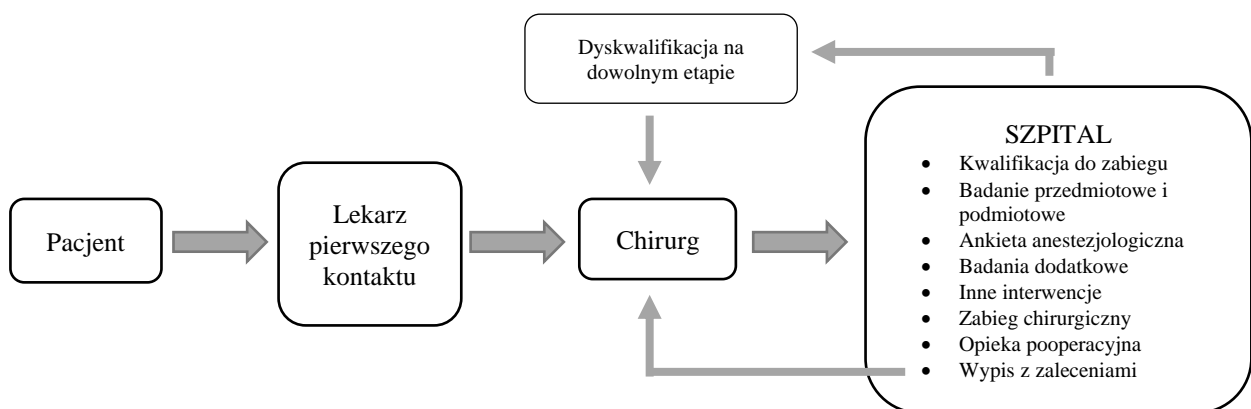 Dyskwalifikacja na
dowolnym etapie
Pacjent
Lekarz
pierwszego
kontaktu
Chirurg
SZPITAL
• Kwalifikacja do zabiegu
• Badanie przedmiotowe i
podmiotowe
• Ankieta anestezjologiczna
• Badania dodatkowe
• Inne interwencje
• Zabieg chirurgiczny
• Opieka pooperacyjna
• Wypis z zaleceniami